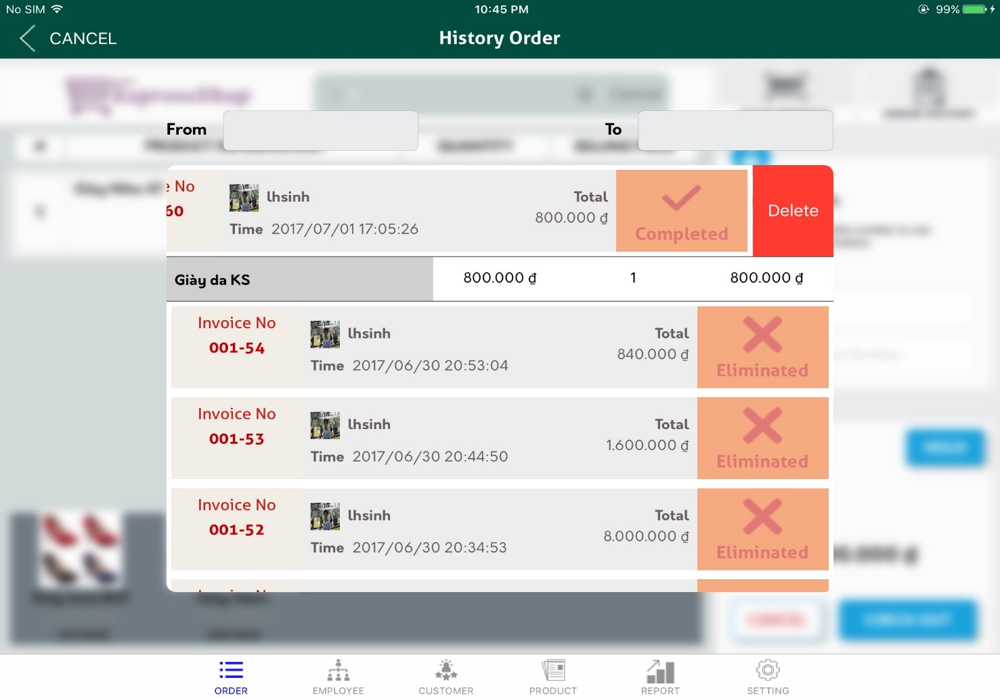 No SIM
10:45 PM
99%
CANCEL
History Order
From
To
No
60
lhsinh
Time 2017/07/01 17:05:26
Total
800.000 ₫
Completed
Delete
Giày da KS
800.000 ₫
1
800.000 ₫
Invoice No
001-54
lhsinh
Time 2017/06/30 20:53:04
Total
840.000 ₫
Eliminated
Invoice No
001-53
lhsinh
Time 2017/06/30 20:44:50
Total
1.600.000 ₫
Eliminated
Invoice No
001-52
lhsinh
Time 2017/06/30 20:34:53
Total
8.000.000 ₫
Eliminated
ORDER
EMPLOYEE
CUSTOMER
PRODUCT
REPORT
SETTING